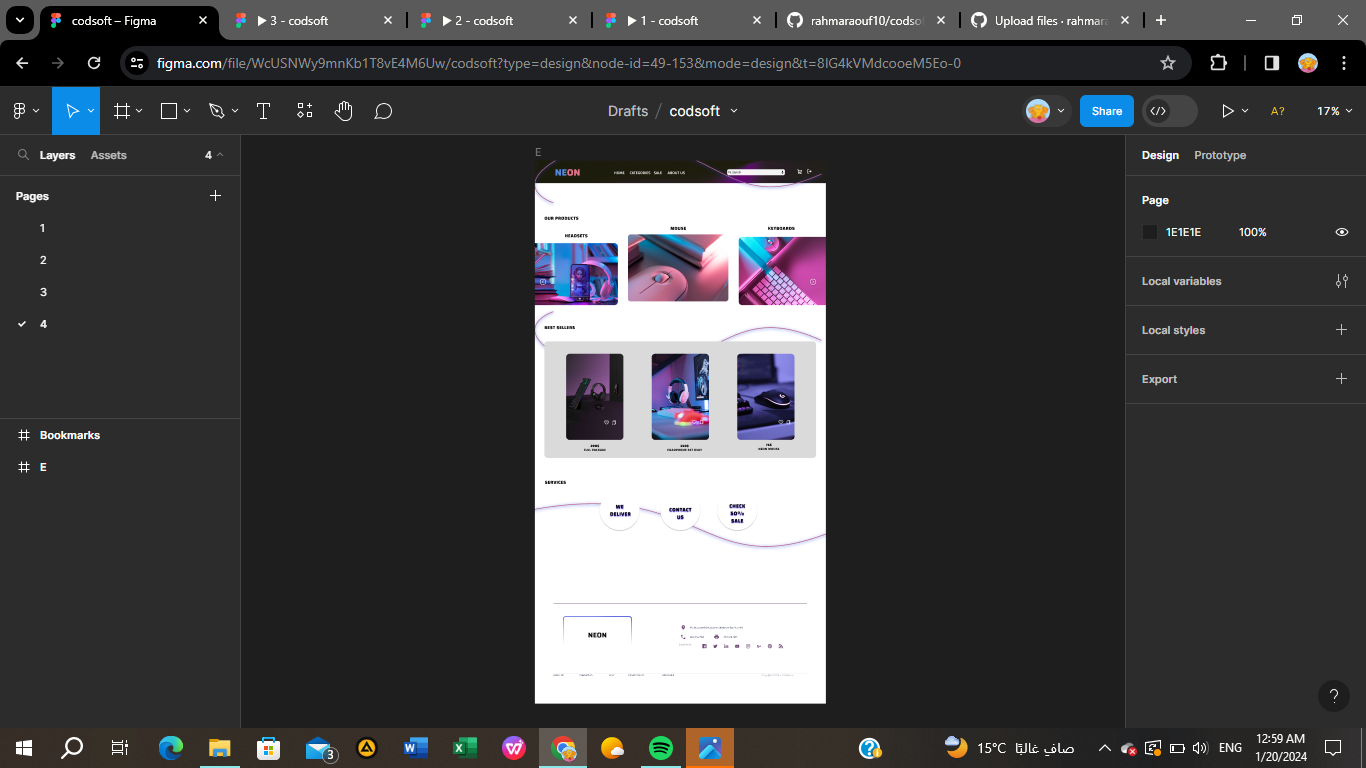 codsoft – Figma
▶ 3 - codsoft
▶ 2 - codsoft
▶ 1 - codsoft
rahmaraouf10/codso
Upload files · rahmara
figma.com/file/WcUSNWy9mnKb1T8vE4M6Uw/codsoft?type=design&node-id=49-153&mode=design&t=8IG4kVMdcooeM5Eo-0
Drafts / codsoft
Share
A?
17%
Layers
Assets
4
Pages
1
2
3
4
Bookmarks
E
E
NEON
HOME CATEGORIES SALE ABOUT US
OUR PRODUCTS
HEADSETS
MOUSE
KEYBOARDS
BEST SELLERS
FULL PACKAGE
SERVICES
WE
DELIVER
CONTACT
US
CHECK
50%
SALE
NEON
Design
Prototype
Page
1E1E1E
100%
Local variables
Local styles
Export
?
3
15°C
صافٍ غالبًا
ENG
12:59 AM
1/20/2024